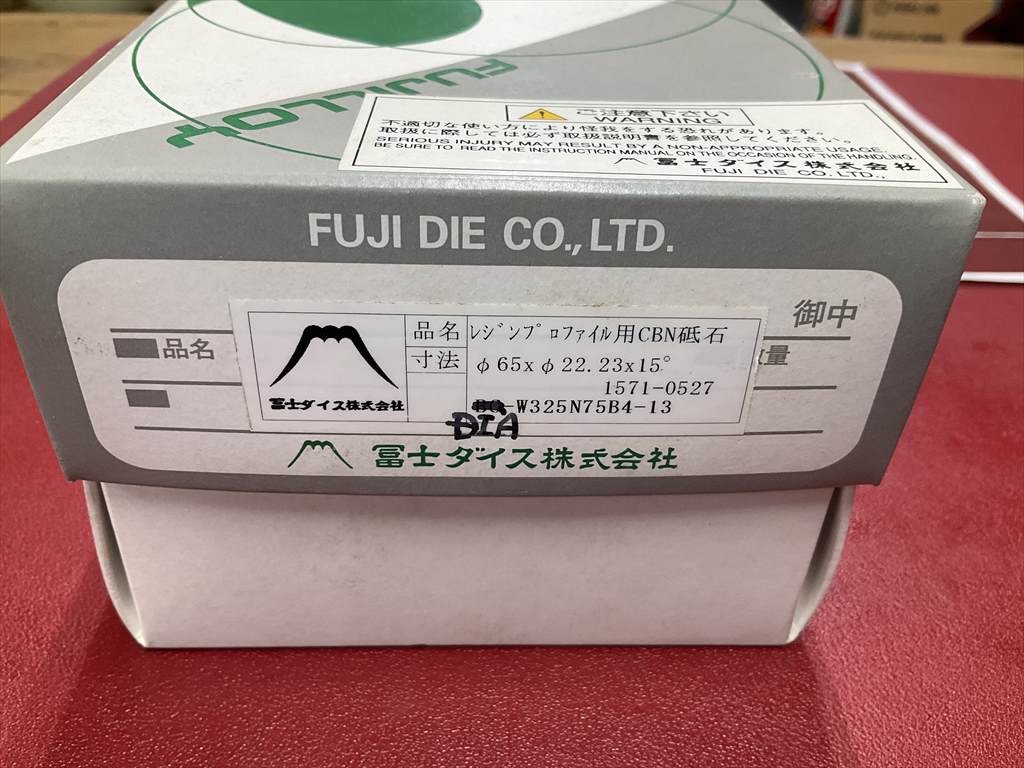 FUJILLOY
ご注意下さい
WARNING
不適切な使い方により怪我をする恐れがあります。
取扱に際しては必ず取扱説明書を参照してください。
SERIOUS INJURY MAY RESULT BY A NON-APPROPRIATE USAGE.
BE SURE TO READ THE INSTRUCTION MANUAL ON THE OCCASION OF THE HANDLING.
冨士ダイス株式会社
FUJI DIE CO.LTD.,
FUJI DIE CO., LTD.
御中
品名
数量
品名 ﾚｼﾞﾝﾌﾟﾛﾌｧｲﾙ用CBN砥石
寸法 φ65xφ22.23x15°
1571-0527
-W325N75B4-13
DIA
冨士ダイス株式会社
冨士ダイス株式会社